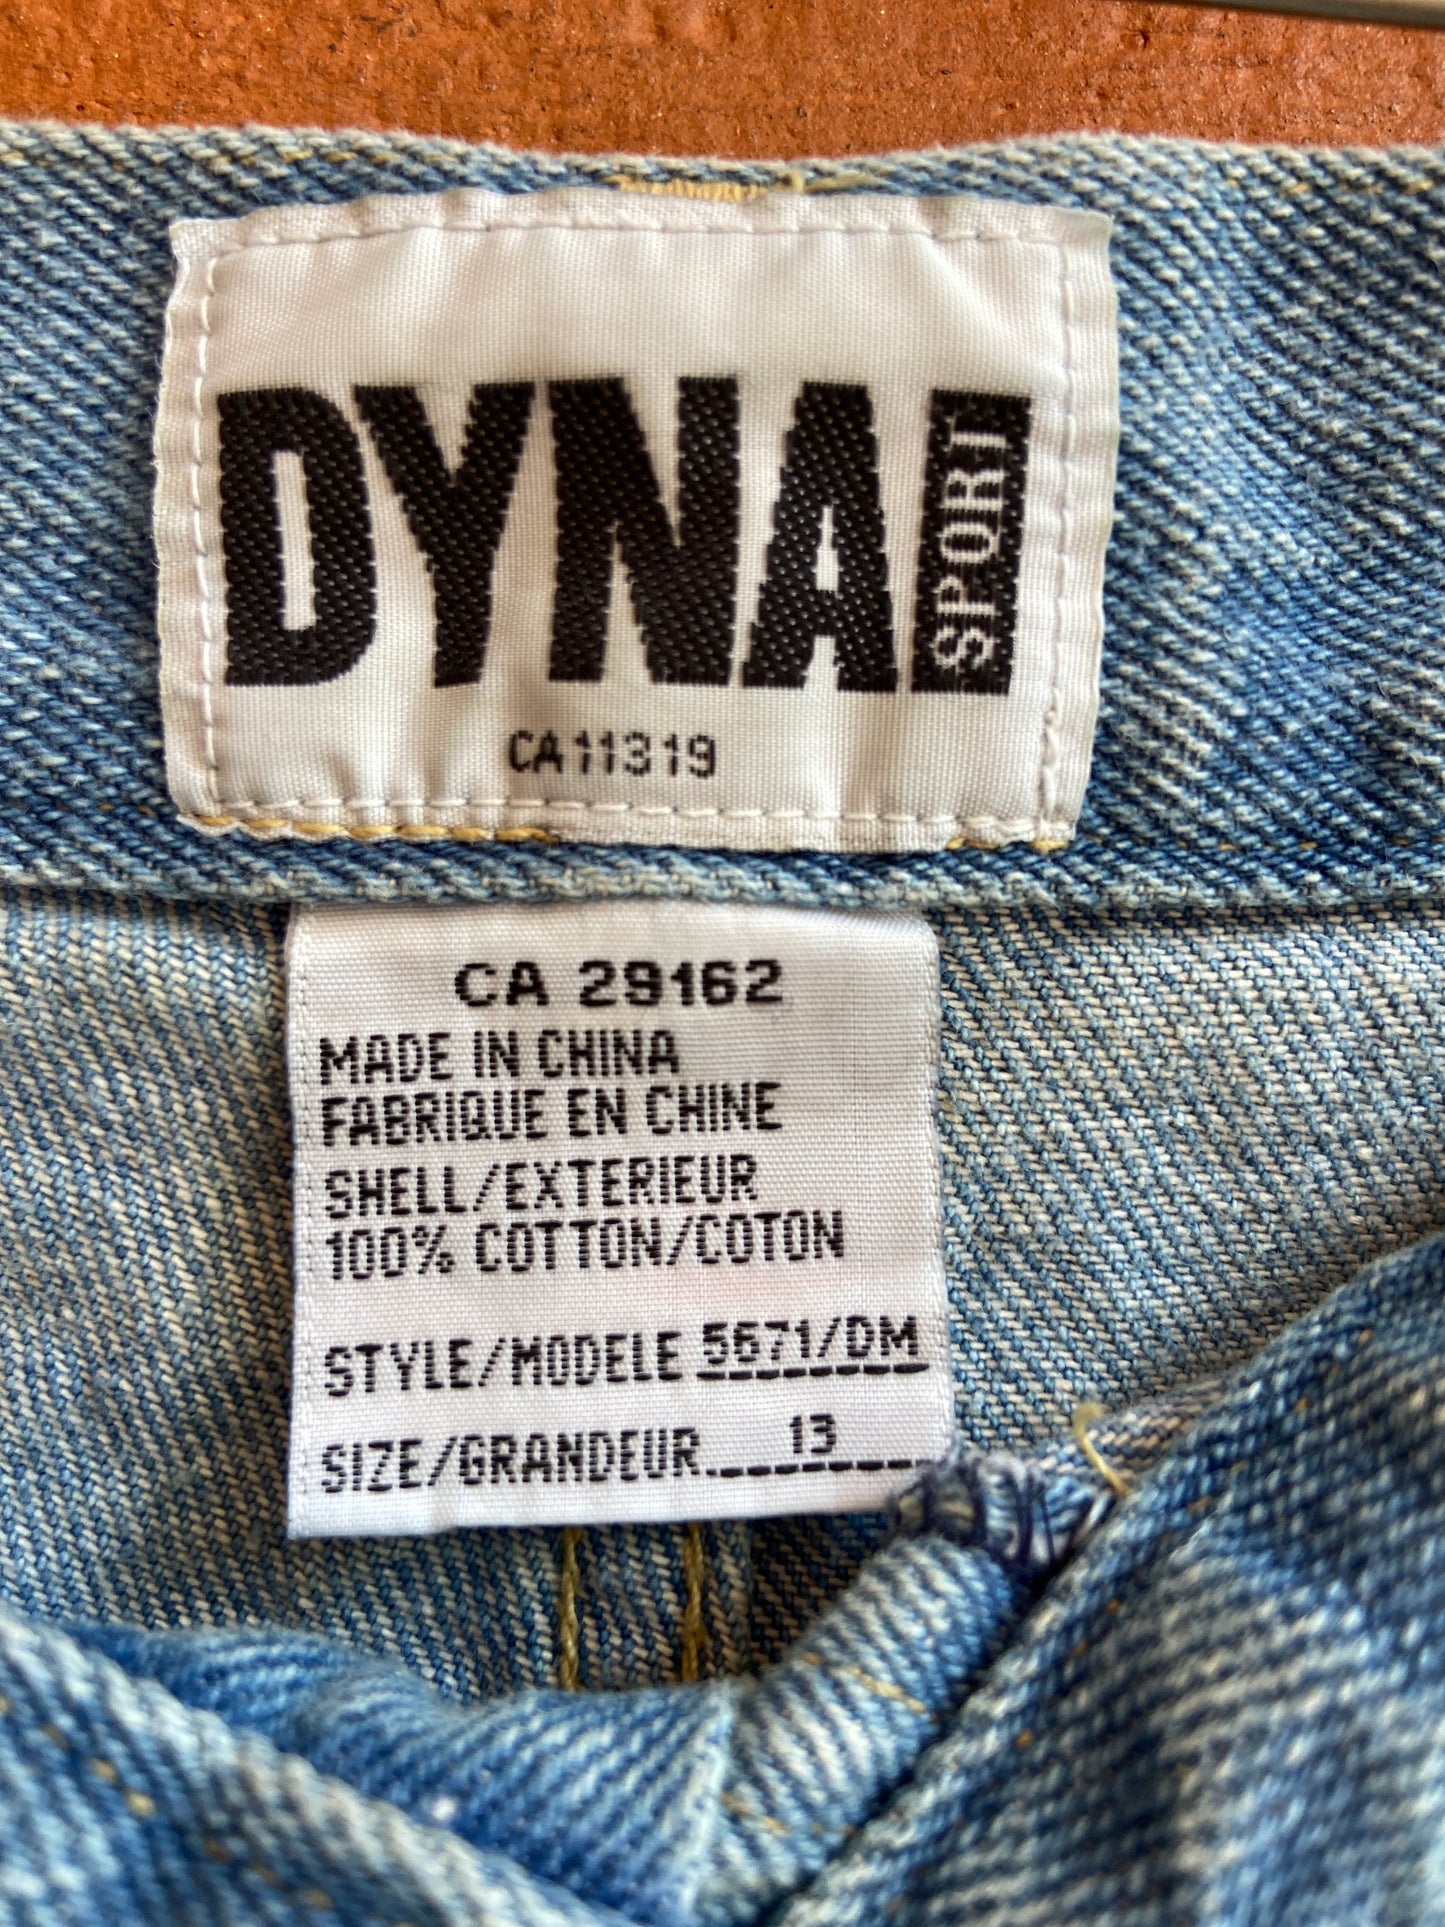 DYNA SPORT
CA11319
CA 29162
MADE IN CHINA
FABRIQUE EN CHINE
SHELL/EXTERIEUR
100% COTTON/COTON
STYLE/MODELE 5671/DM
SIZE/GRANDEUR 13